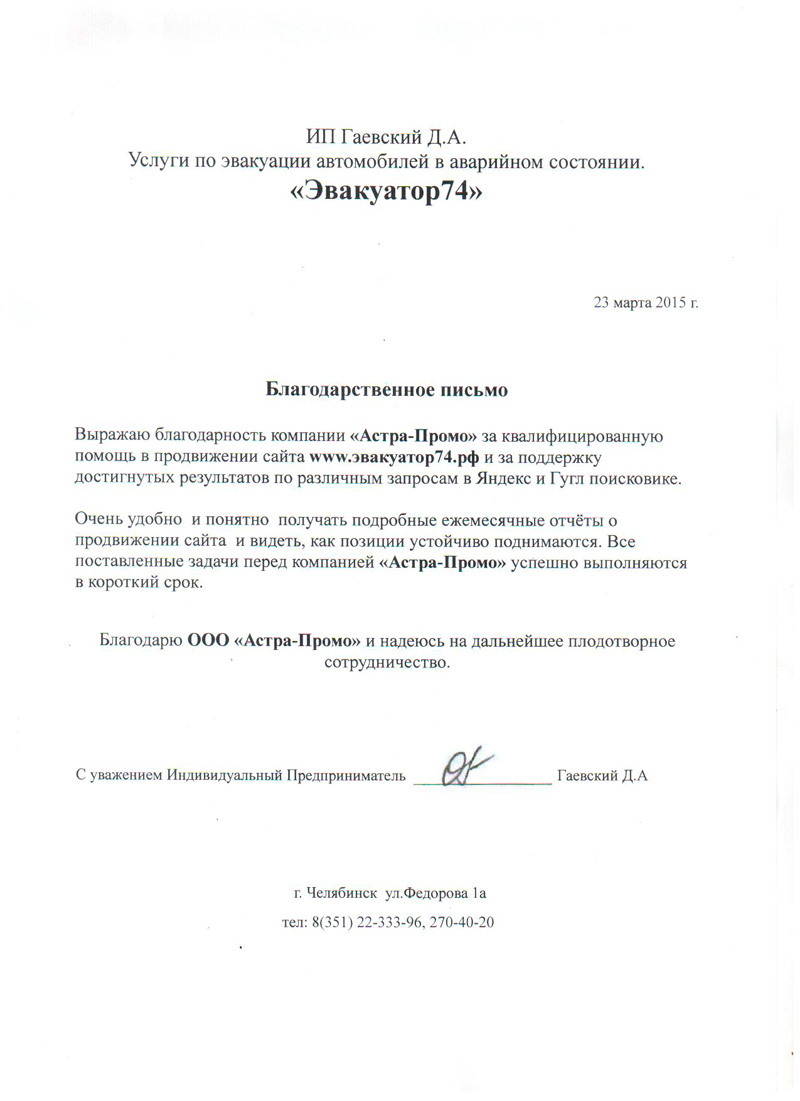 ИП Гаевский Д.А.
Услуги по эвакуации автомобилей в аварийном состоянии.
«Эвакуатор74»
23 марта 2015 г.
Благодарственное письмо
Выражаю благодарность компании «Астра-Промо» за квалифицированную
помощь в продвижении сайта www.эвакуатор74.рф и за поддержку
достигнутых результатов по различным запросам в Яндекс и Гугл поисковике.
Очень удобно и понятно получать подробные ежемесячные отчёты о
продвижении сайта и видеть, как позиции устойчиво поднимаются. Все
поставленные задачи перед компанией «Астра-Промо» успешно выполняются
в короткий срок.
Благодарю ООО «Астра-Промо» и надеюсь на дальнейшее плодотворное
сотрудничество.
С уважением Индивидуальный Предприниматель Гаевский Д.А
г. Челябинск ул.Федорова 1а
тел: 8(351) 22-333-96, 270-40-20